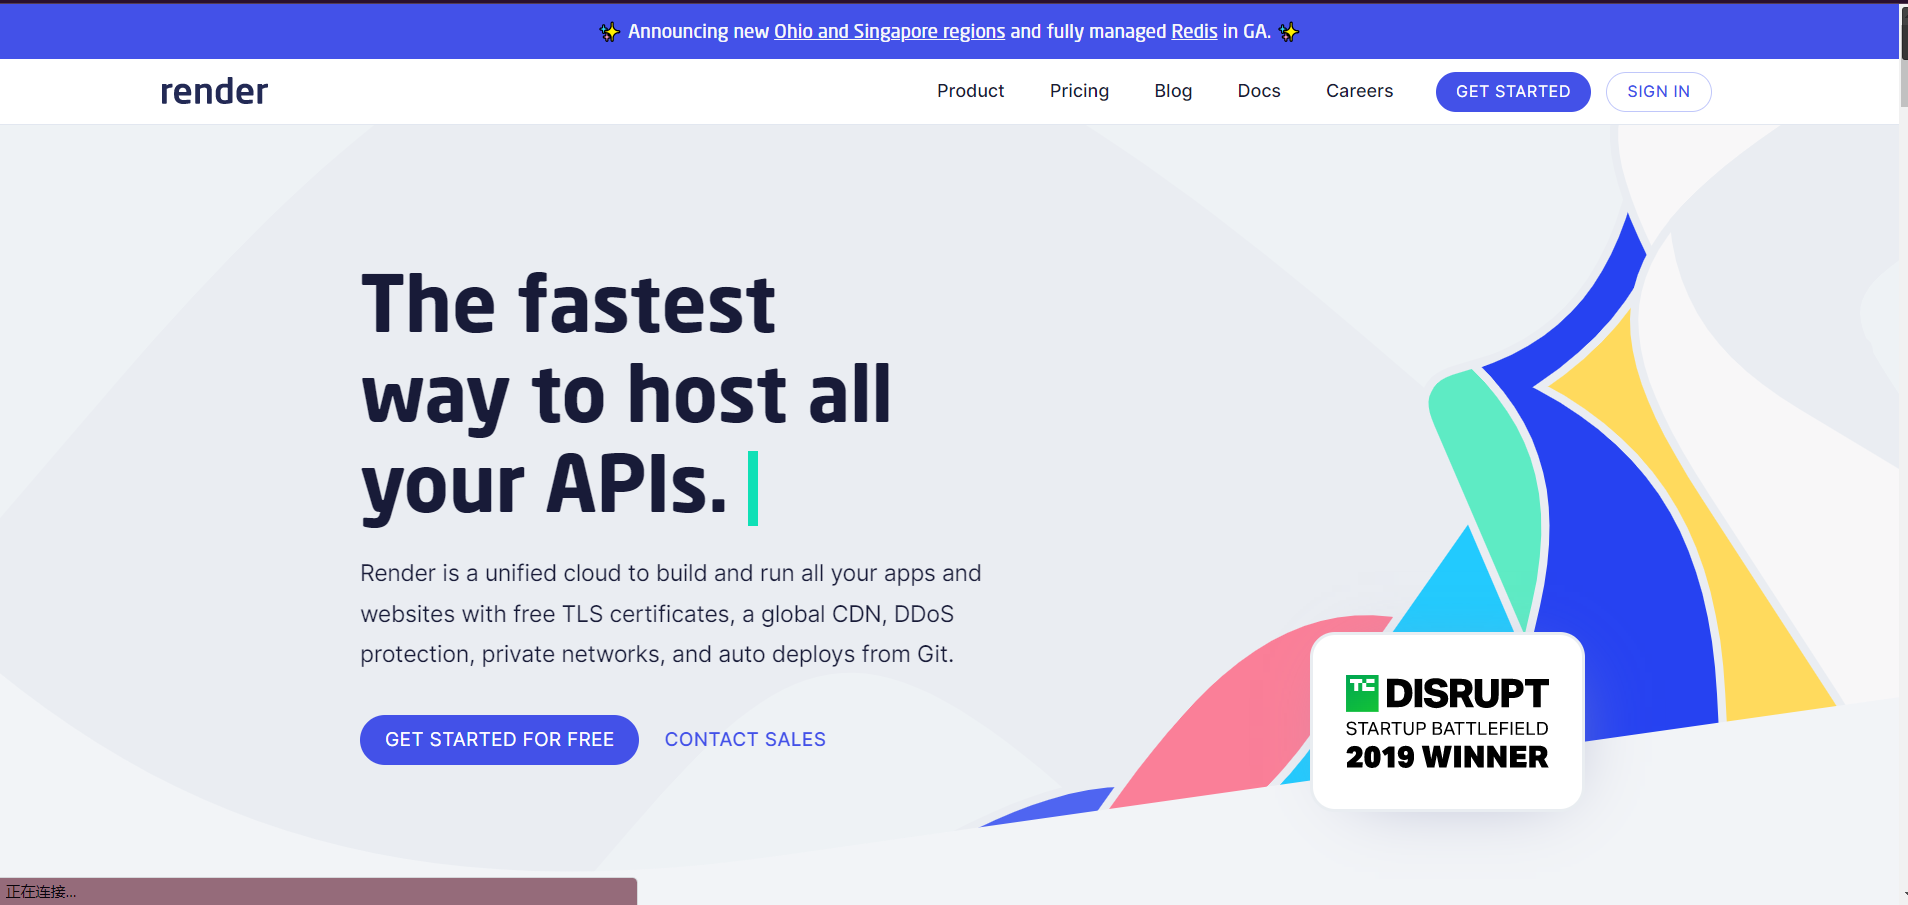 ✨ Announcing new Ohio and Singapore regions and fully managed Redis in GA. ✨
render
Product
Pricing
Blog
Docs
Careers
GET STARTED
SIGN IN
The fastest
way to host all
your APIs.
Render is a unified cloud to build and run all your apps and
websites with free TLS certificates, a global CDN, DDoS
protection, private networks, and auto deploys from Git.
GET STARTED FOR FREE
CONTACT SALES
TC DISRUPT
STARTUP BATTLEFIELD
2019 WINNER
正在连接...